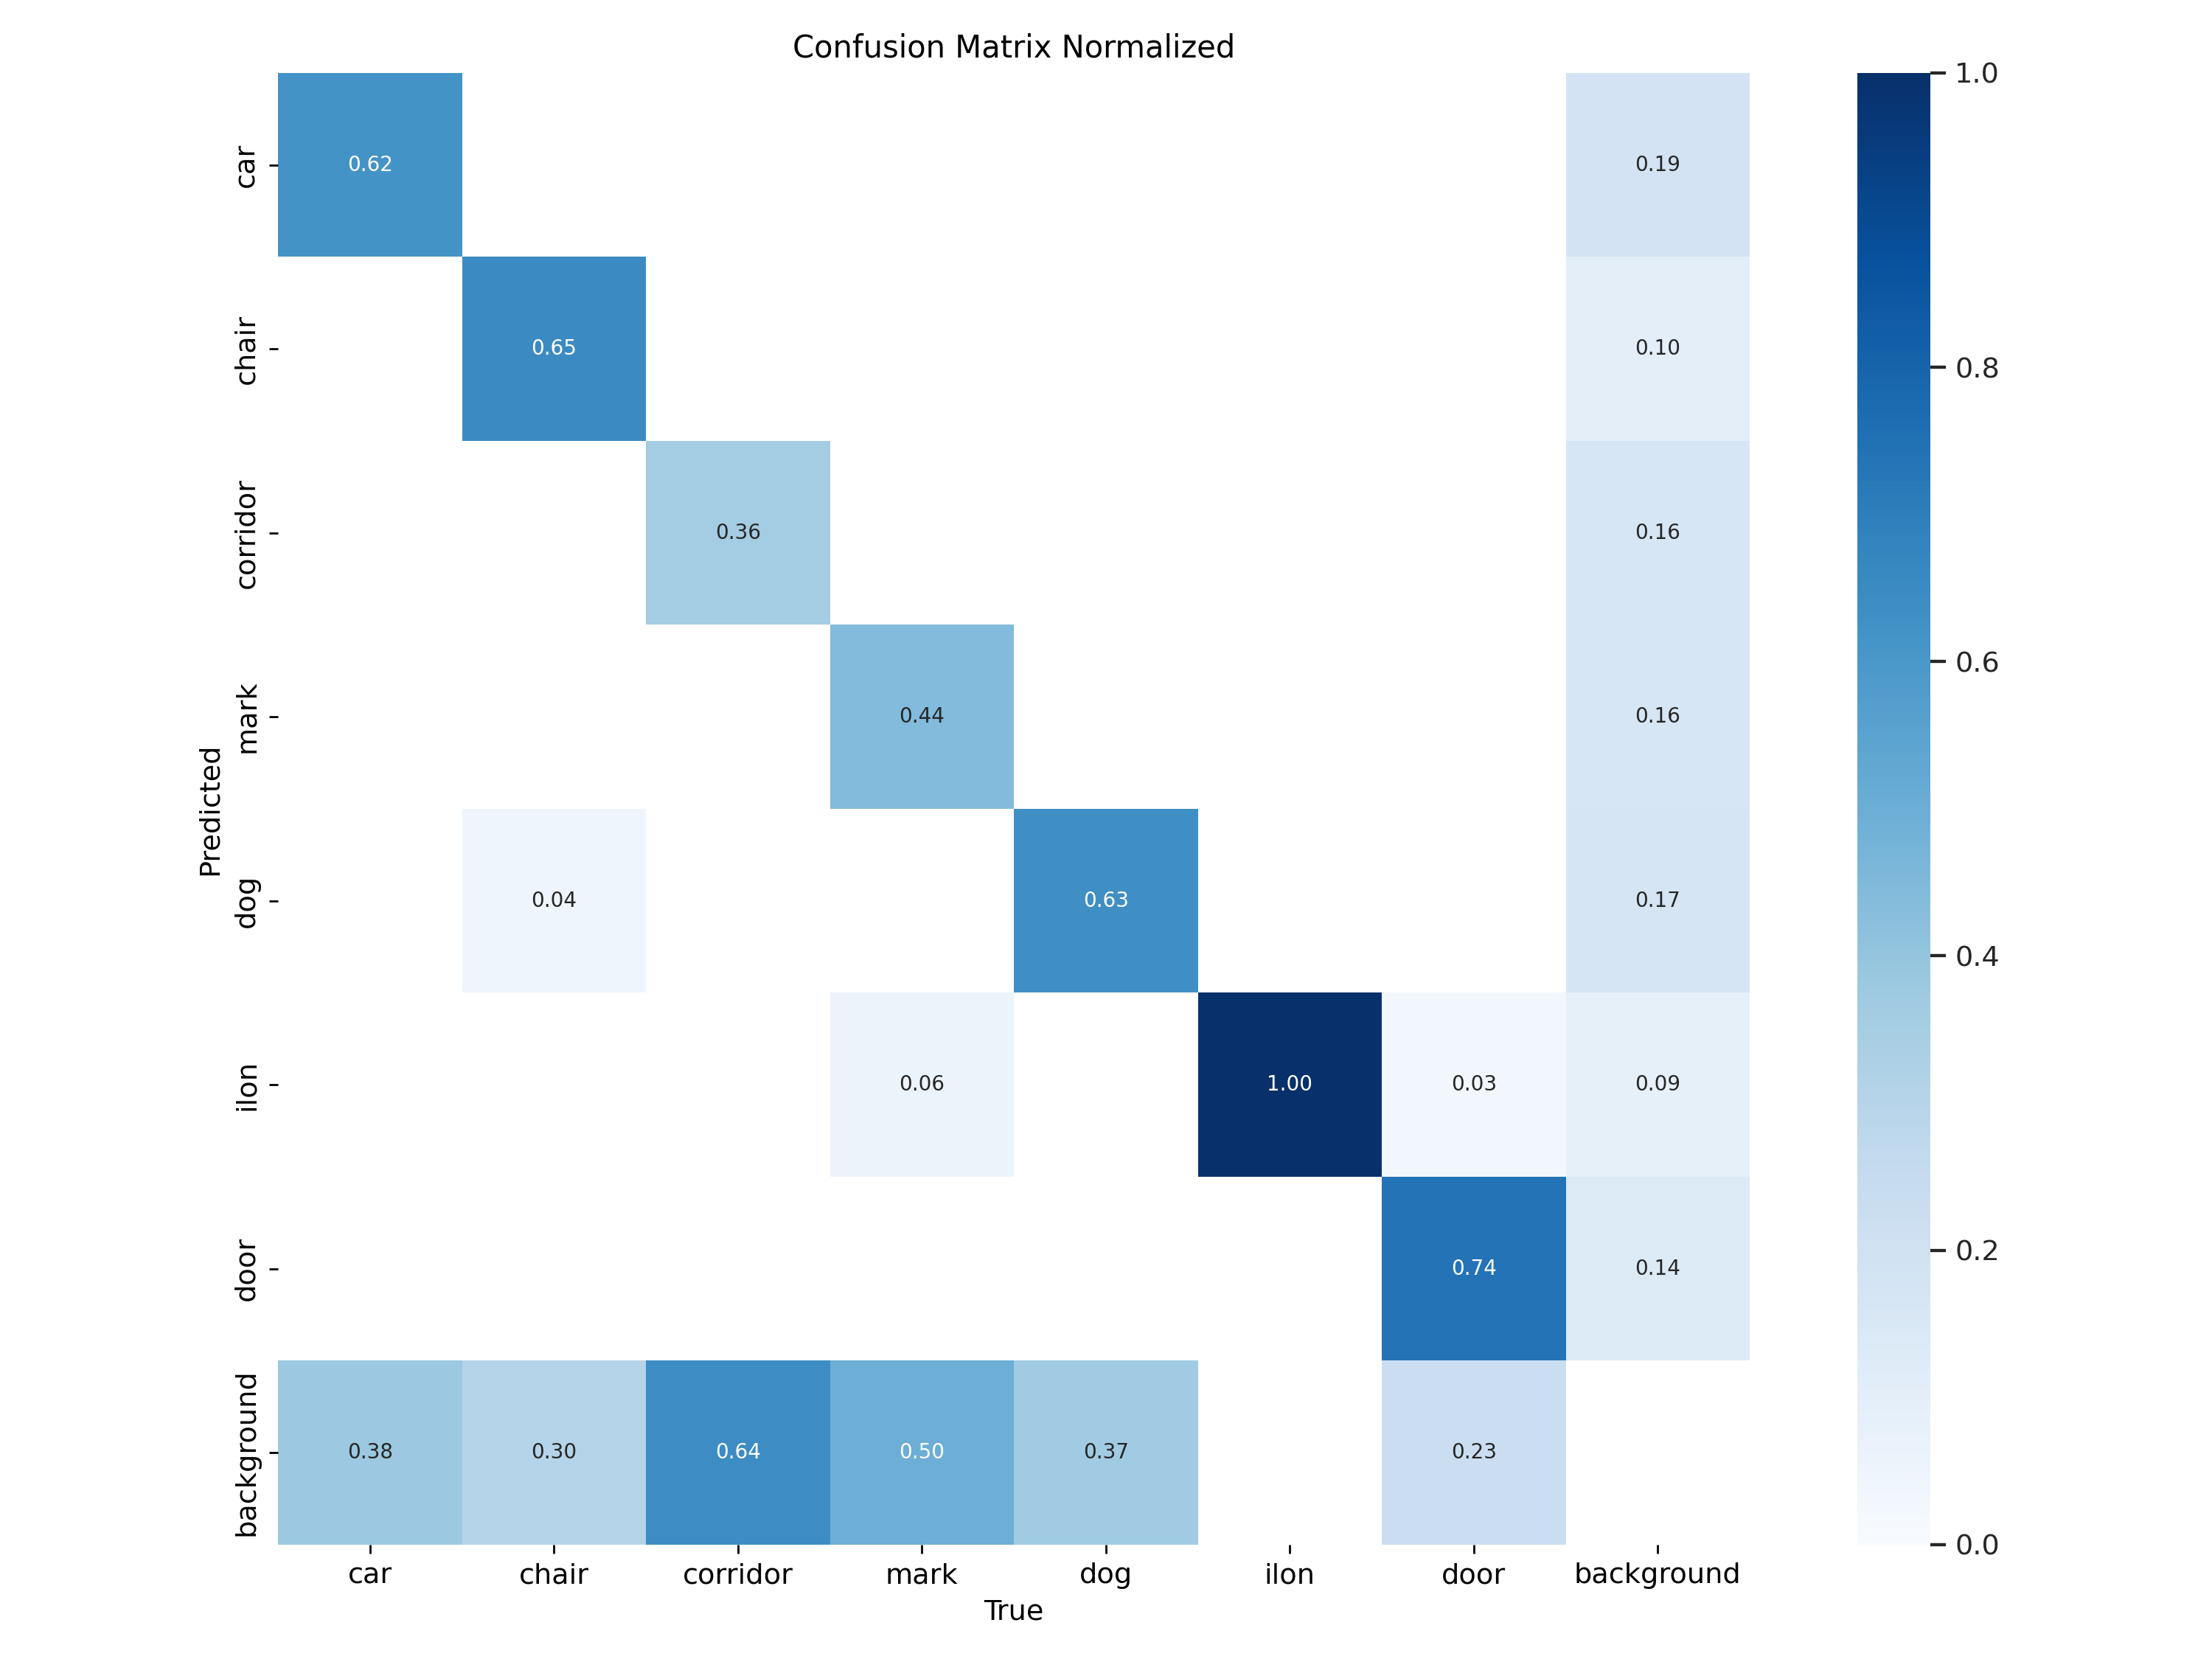 Confusion Matrix Normalized
car 0.62 0.19 1.0
chair 0.65 0.10 0.8
corridor 0.36 0.16
mark 0.44 0.16 0.6
Predicted
dog 0.04 0.63 0.17 0.4
ilon 0.06 1.00 0.03 0.09
door 0.74 0.14 0.2
background 0.38 0.30 0.64 0.50 0.37 0.23 0.0
car chair corridor mark dog ilon door background
True